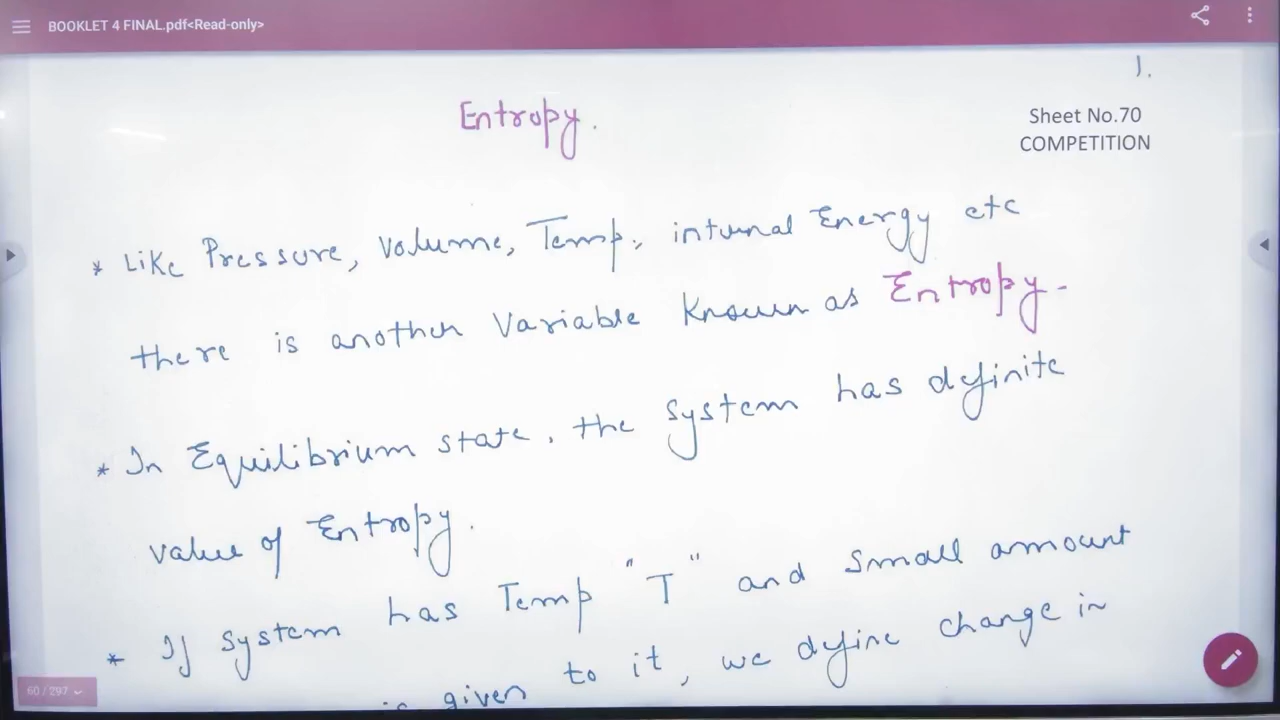 BOOKLET 4 FINAL.pdf<Read-only>
1.
Entropy.
Sheet No.70
COMPETITION
* Like Pressure, Volume, Temp., internal Energy etc
there is another Variable Known as Entropy.
* In Equilibrium state, the system has definite
value of Entropy.
* If system has Temp "T" and small amount
is given to it, we define change in
60 / 297